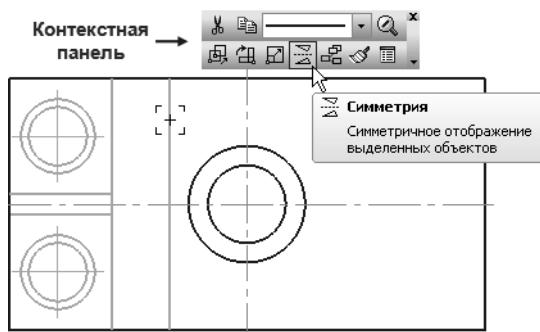 Контекстная
панель
Симметрия
Симметричное отображение
выделенных объектов